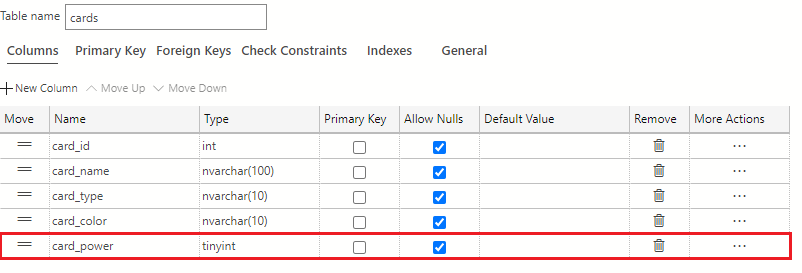 Table name cards
Columns Primary Key Foreign Keys Check Constraints Indexes General
New Column Move Up Move Down
Move Name Type Primary Key Allow Nulls Default Value Remove More Actions
card_id int
card_name nvarchar(100)
card_type nvarchar(10)
card_color nvarchar(10)
card_power tinyint